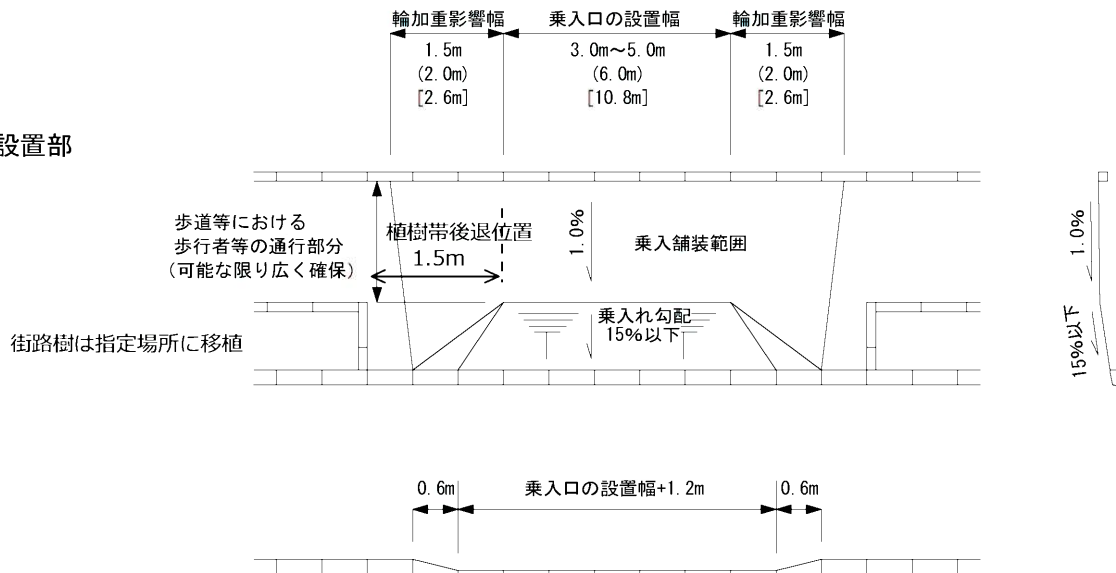 輪加重影響幅 乗入口の設置幅 輪加重影響幅
1.5m 3.0m～5.0m 1.5m
(2.0m) (6.0m) (2.0m)
[2.6m] [10.8m] [2.6m]
設置部
歩道等における
歩行者等の通行部分
(可能な限り広く確保)
植樹帯後退位置
1.5m
1.0%
乗入舗装範囲
1.0%
乗入れ勾配
15%以下
15%以下
街路樹は指定場所に移植
0.6m 乗入口の設置幅+1.2m 0.6m